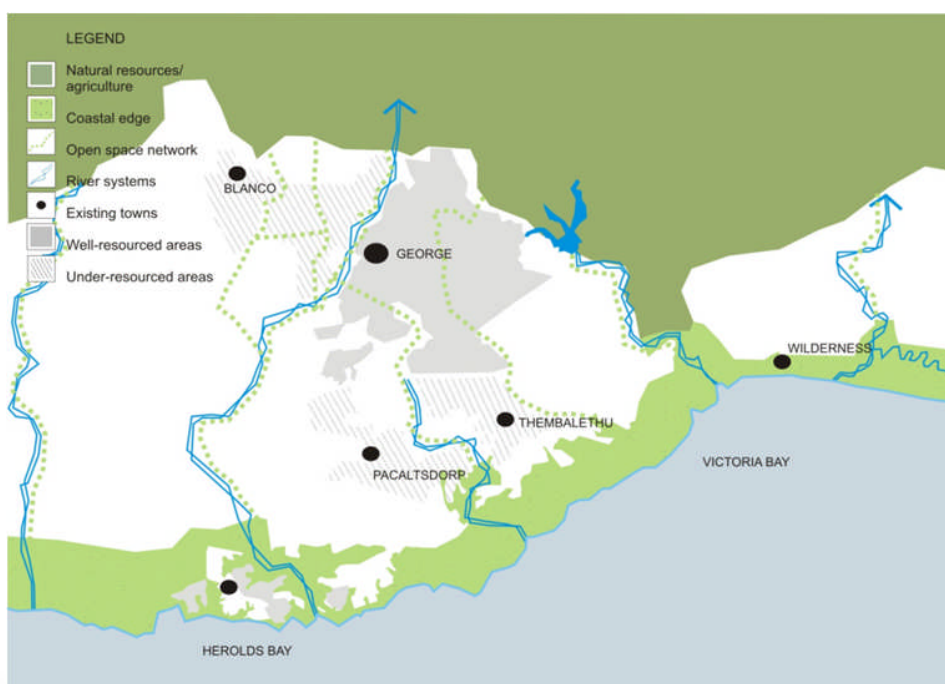 LEGEND
Natural resources/
agriculture
Coastal edge
Open space network
River systems
Existing towns
Well-resourced areas
Under-resourced areas
BLANCO
GEORGE
WILDERNESS
THEMBALETHU
PACALTSDORP
VICTORIA BAY
HEROLDS BAY